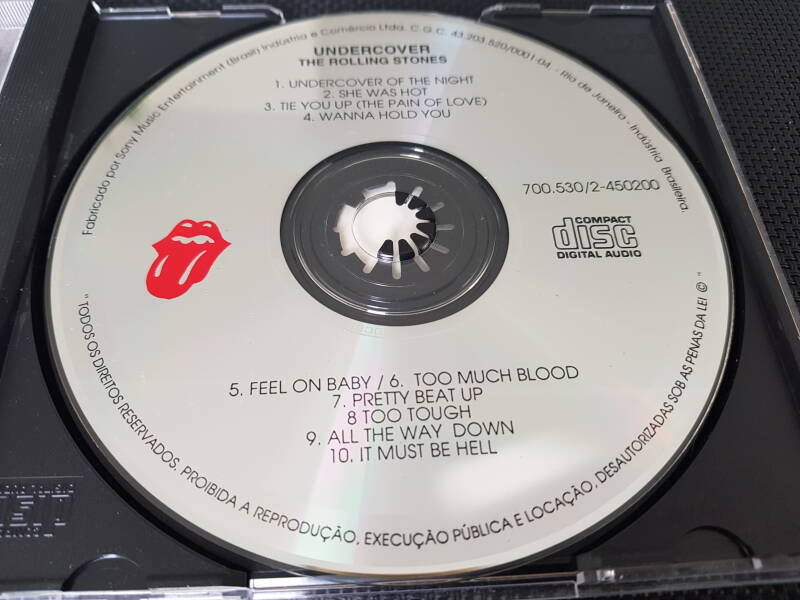 Fabricado por Sony Music Entertainment (Brasil) Indústria e Comércio Ltda. C.G.C. 43.203.520/0001-04 - Rio de Janeiro - Indústria Brasileira.
UNDERCOVER
THE ROLLING STONES
1. UNDERCOVER OF THE NIGHT
2. SHE WAS HOT
3. TIE YOU UP (THE PAIN OF LOVE)
4. WANNA HOLD YOU
700.530/2-450200
COMPACT
disc
DIGITAL AUDIO
5. FEEL ON BABY / 6. TOO MUCH BLOOD
7. PRETTY BEAT UP
8 TOO TOUGH
9. ALL THE WAY DOWN
10. IT MUST BE HELL
" TODOS OS DIREITOS RESERVADOS. PROIBIDA A REPRODUÇÃO, EXECUÇÃO PÚBLICA E LOCAÇÃO, DESAUTORIZADAS SOB AS PENAS DA LEI © "